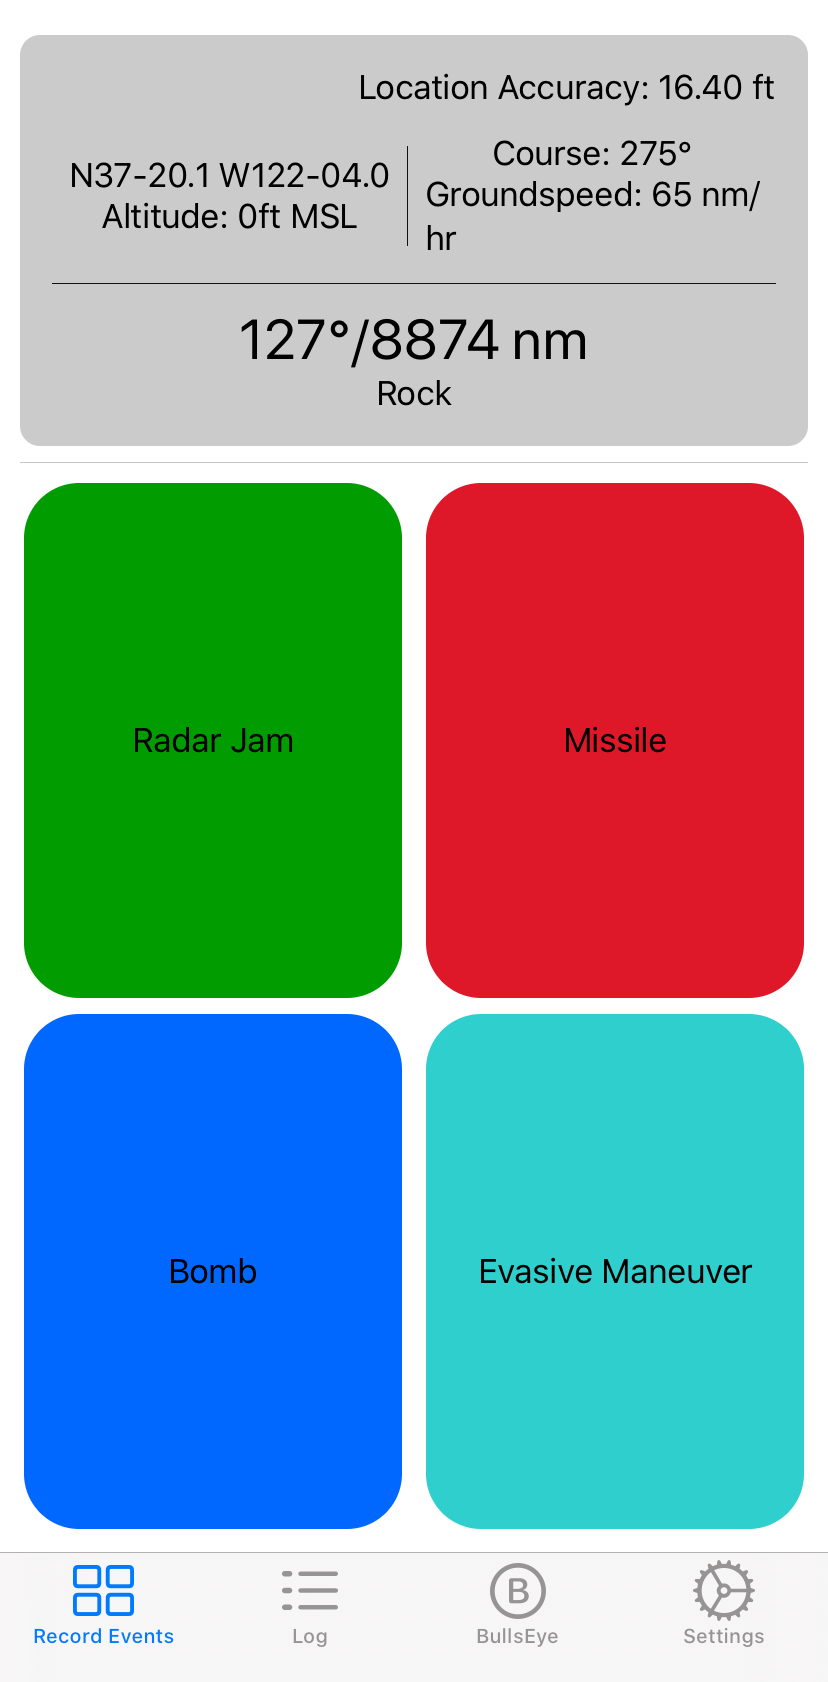 Location Accuracy: 16.40 ft
N37-20.1 W122-04.0
Altitude: 0ft MSL
Course: 275°
Groundspeed: 65 nm/
hr
127°/8874 nm
Rock
Radar Jam
Missile
Bomb
Evasive Maneuver
B
Record Events
Log
BullsEye
Settings